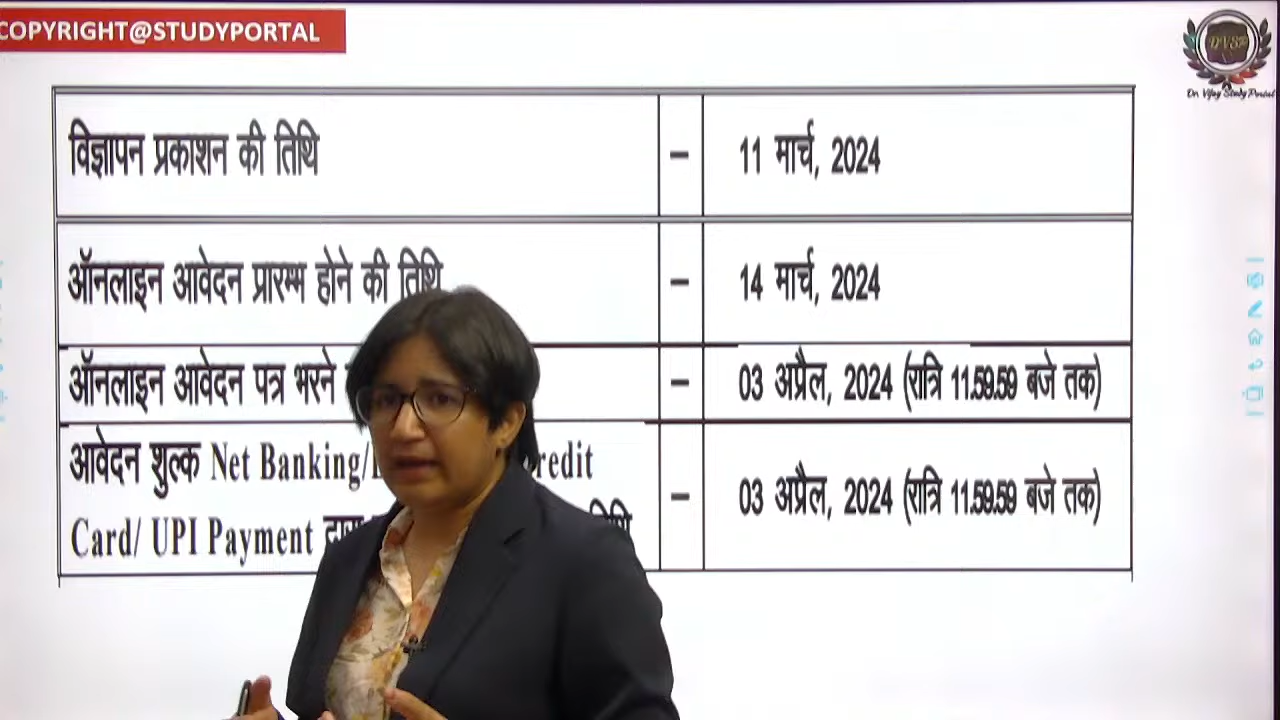 COPYRIGHT@STUDYPORTAL
DVSP
Dr. Vijay Study Portal
विज्ञापन प्रकाशन की तिथि – 11 मार्च, 2024
ऑनलाइन आवेदन प्रारम्भ होने की तिथि – 14 मार्च, 2024
ऑनलाइन आवेदन पत्र भरने – 03 अप्रैल, 2024 (रात्रि 11.59.59 बजे तक)
आवेदन शुल्क Net Banking/
Card/ UPI Payment द्वारा – 03 अप्रैल, 2024 (रात्रि 11.59.59 बजे तक)